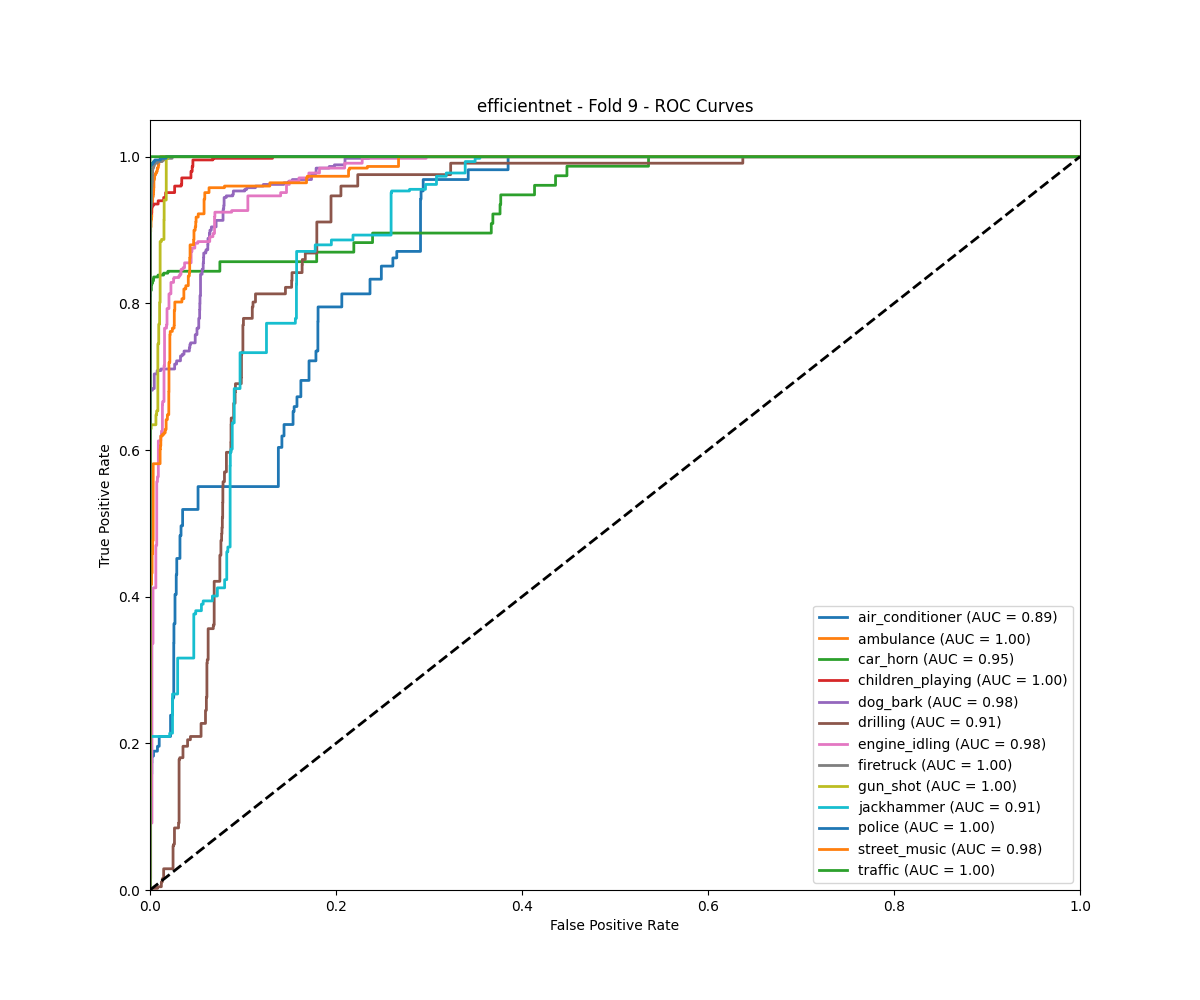 efficientnet - Fold 9 - ROC Curves
True Positive Rate
1.0
0.8
0.6
0.4
0.2
0.0
air_conditioner (AUC = 0.89)
ambulance (AUC = 1.00)
car_horn (AUC = 0.95)
children_playing (AUC = 1.00)
dog_bark (AUC = 0.98)
drilling (AUC = 0.91)
engine_idling (AUC = 0.98)
firetruck (AUC = 1.00)
gun_shot (AUC = 1.00)
jackhammer (AUC = 0.91)
police (AUC = 1.00)
street_music (AUC = 0.98)
traffic (AUC = 1.00)
0.0 0.2 0.4 0.6 0.8 1.0
False Positive Rate